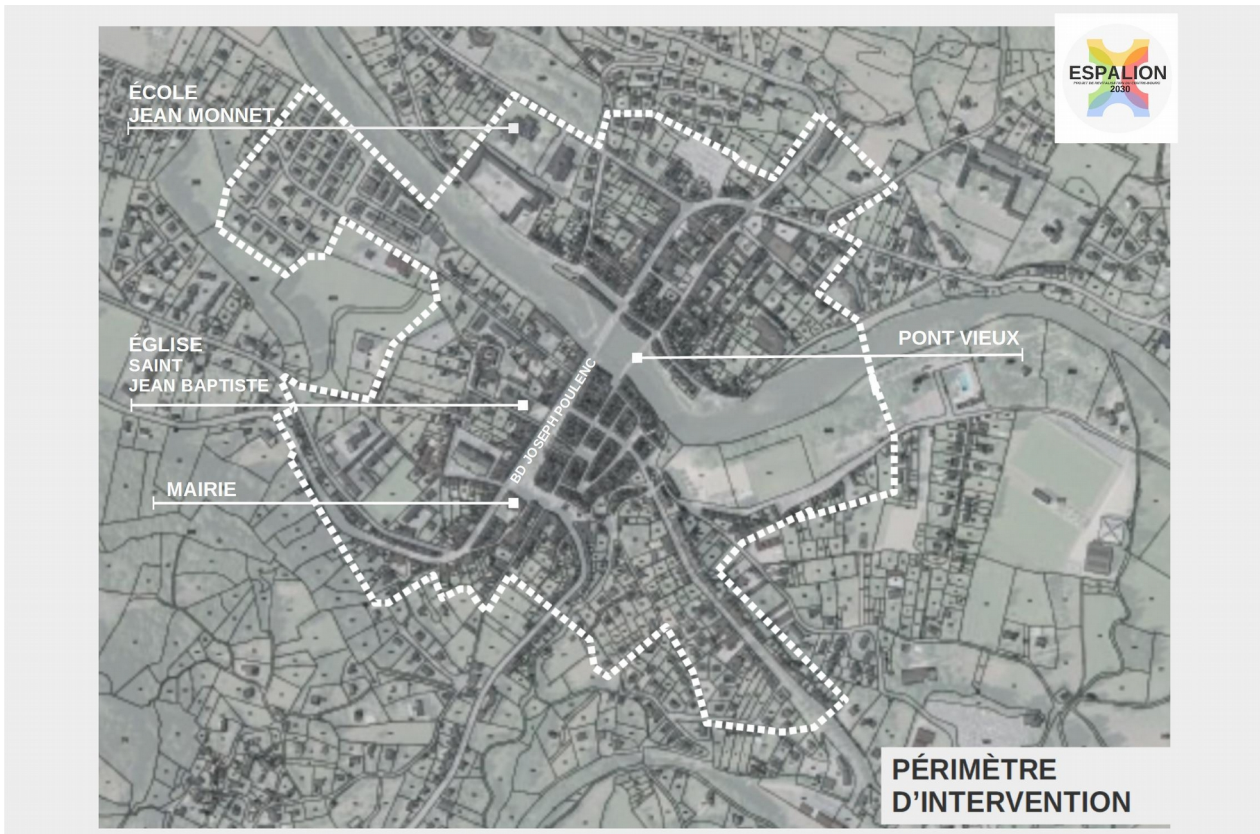 ESPALION
2030
ÉCOLE
JEAN MONNET
PONT VIEUX
ÉGLISE
SAINT
JEAN BAPTISTE
BD JOSEPH POULENC
MAIRIE
PÉRIMÈTRE
D'INTERVENTION